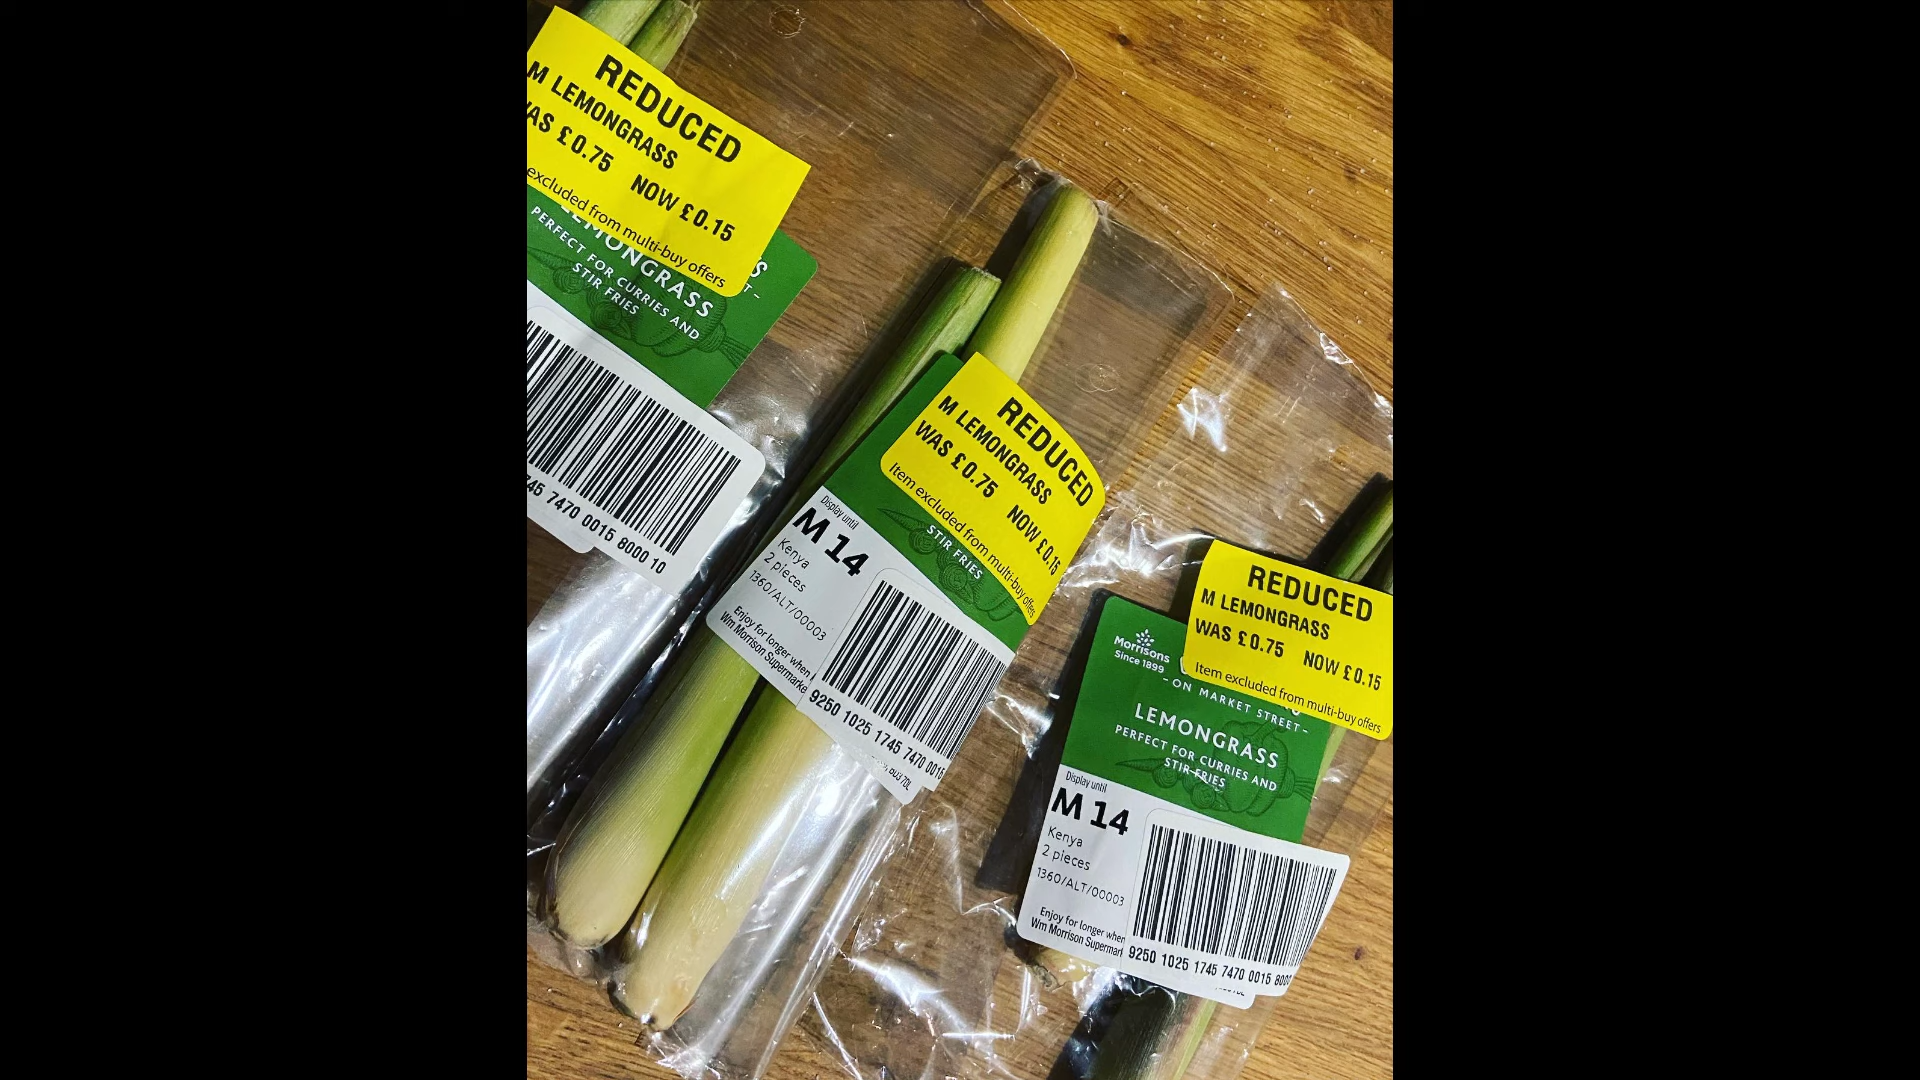 REDUCED
M LEMONGRASS
AS £0.75 NOW £0.15
excluded from multi-buy offers
LEMONGRASS
PERFECT FOR CURRIES AND
STIR FRIES
45 7470 0015 8000 10
REDUCED
M LEMONGRASS
WAS £0.75 NOW £0.15
Item excluded from multi-buy offers
STIR FRIES
Display until
M 14
Kenya
2 pieces
1360/ALT/00003
Enjoy for longer when
Wm Morrison Supermarke
9250 1025 1745 7470 0015
BD3 7DL
REDUCED
M LEMONGRASS
WAS £0.75 NOW £0.15
Item excluded from multi-buy offers
Morrisons
Since 1899
-ON MARKET STREET-
LEMONGRASS
PERFECT FOR CURRIES AND
STIR-FRIES
Display until
M 14
Kenya
2 pieces
1360/ALT/00003
Enjoy for longer when
Wm Morrison Supermar
9250 1025 1745 7470 0015 800